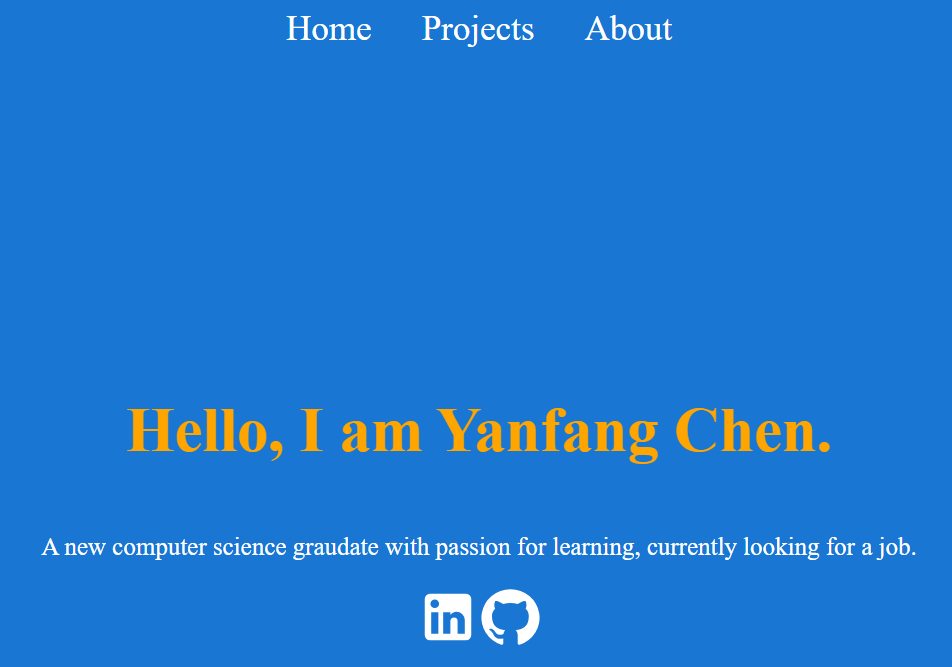 Home Projects About
Hello, I am Yanfang Chen.
A new computer science graudate with passion for learning, currently looking for a job.
in